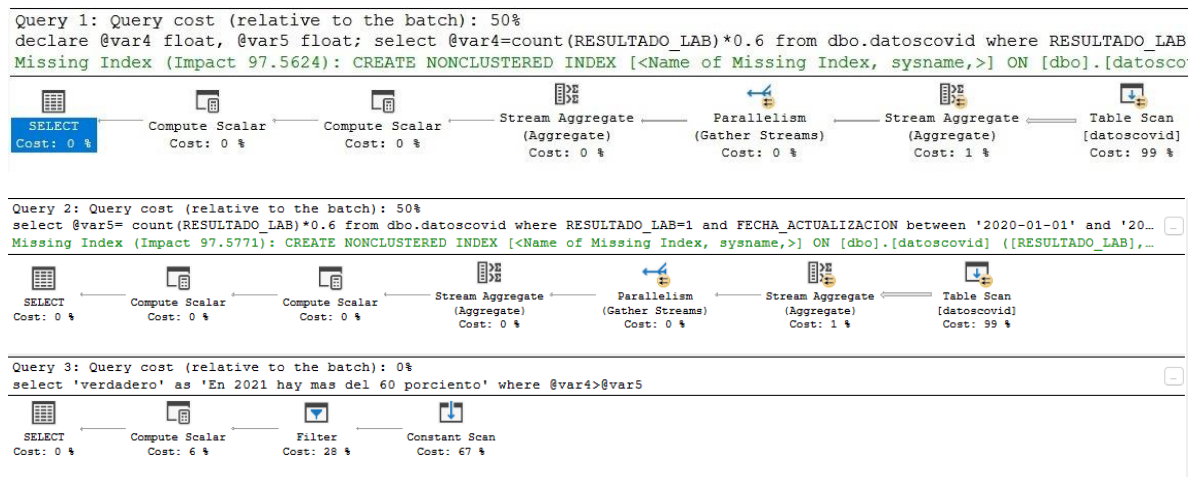 Query 1: Query cost (relative to the batch): 50%
declare @var4 float, @var5 float; select @var4=count(RESULTADO_LAB)*0.6 from dbo.datoscovid where RESULTADO_LAB
Missing Index (Impact 97.5624): CREATE NONCLUSTERED INDEX [<Name of Missing Index, sysname,>] ON [dbo].[datosco
SELECT
Cost: 0 %
Compute Scalar
Cost: 0 %
Compute Scalar
Cost: 0 %
Stream Aggregate
(Aggregate)
Cost: 0 %
Parallelism
(Gather Streams)
Cost: 0 %
Stream Aggregate
(Aggregate)
Cost: 1 %
Table Scan
[datoscovid]
Cost: 99 %
Query 2: Query cost (relative to the batch): 50%
select @var5= count(RESULTADO_LAB)*0.6 from dbo.datoscovid where RESULTADO_LAB=1 and FECHA_ACTUALIZACION between '2020-01-01' and '20…
Missing Index (Impact 97.5771): CREATE NONCLUSTERED INDEX [<Name of Missing Index, sysname,>] ON [dbo].[datoscovid] ([RESULTADO_LAB],…
SELECT
Cost: 0 %
Compute Scalar
Cost: 0 %
Compute Scalar
Cost: 0 %
Stream Aggregate
(Aggregate)
Cost: 0 %
Parallelism
(Gather Streams)
Cost: 0 %
Stream Aggregate
(Aggregate)
Cost: 1 %
Table Scan
[datoscovid]
Cost: 99 %
Query 3: Query cost (relative to the batch): 0%
select 'verdadero' as 'En 2021 hay mas del 60 porciento' where @var4>@var5
SELECT
Cost: 0 %
Compute Scalar
Cost: 6 %
Filter
Cost: 28 %
Constant Scan
Cost: 67 %